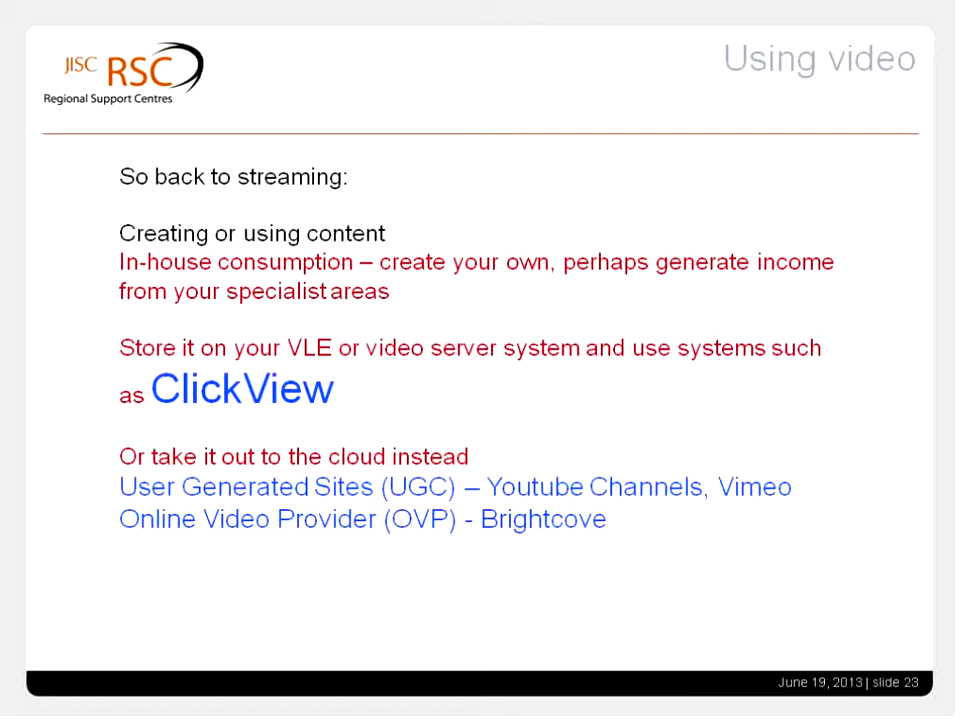 JISC RSC
Regional Support Centres
Using video
So back to streaming:
Creating or using content
In-house consumption – create your own, perhaps generate income
from your specialist areas
Store it on your VLE or video server system and use systems such
as ClickView
Or take it out to the cloud instead
User Generated Sites (UGC) – Youtube Channels, Vimeo
Online Video Provider (OVP) - Brightcove
June 19, 2013 | slide 23